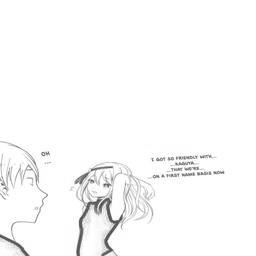 OH
...
I GOT SO FRIENDLY WITH...
...KAGUYA...
...THAT WE'RE...
...ON A FIRST NAME BASIS NOW